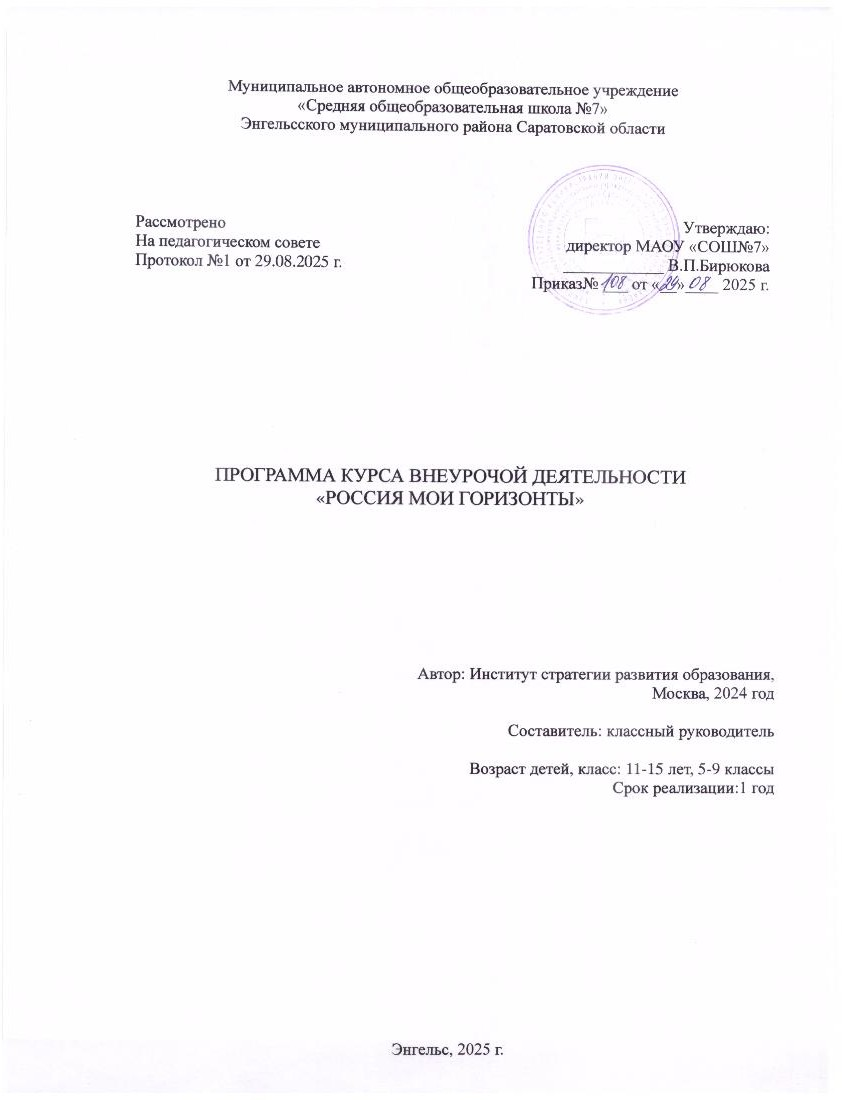 Муниципальное автономное общеобразовательное учреждение
«Средняя общеобразовательная школа №7»
Энгельсского муниципального района Саратовской области
Рассмотрено
На педагогическом совете
Протокол №1 от 29.08.2025 г.
Утверждаю:
директор МАОУ «СОШ№7»
____________ В.П.Бирюкова
Приказ№ 108 от «29» 08 2025 г.
ПРОГРАММА КУРСА ВНЕУРОЧОЙ ДЕЯТЕЛЬНОСТИ
«РОССИЯ МОИ ГОРИЗОНТЫ»
Автор: Институт стратегии развития образования,
Москва, 2024 год
Составитель: классный руководитель
Возраст детей, класс: 11-15 лет, 5-9 классы
Срок реализации:1 год
Энгельс, 2025 г.